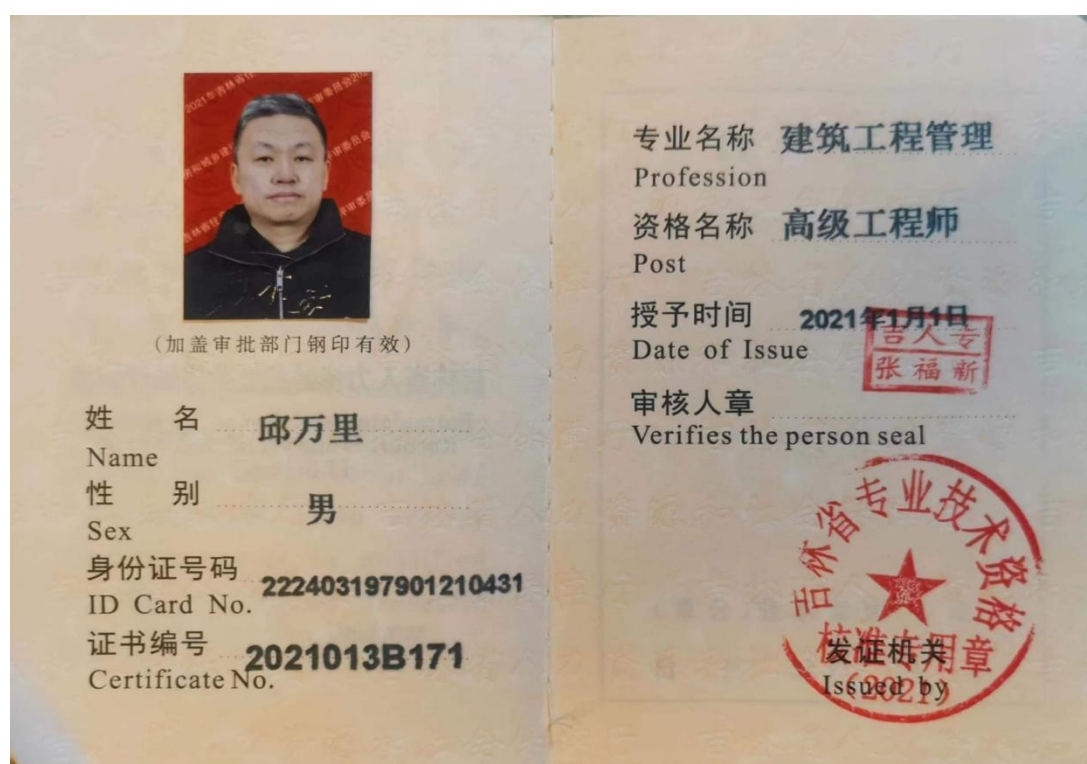 (加盖审批部门钢印有效)
姓 名 邱万里
Name
性 别 男
Sex
身份证号码 222403197901210431
ID Card No.
证书编号 2021013B171
Certificate No.
专业名称 建筑工程管理
Profession
资格名称 高级工程师
Post
授予时间 2021年1月1日
Date of Issue
吉人专
张福新
审核人章
Verifies the person seal
吉林省专业技术资格
核准专用章
(2021)
发证机关
Issued by